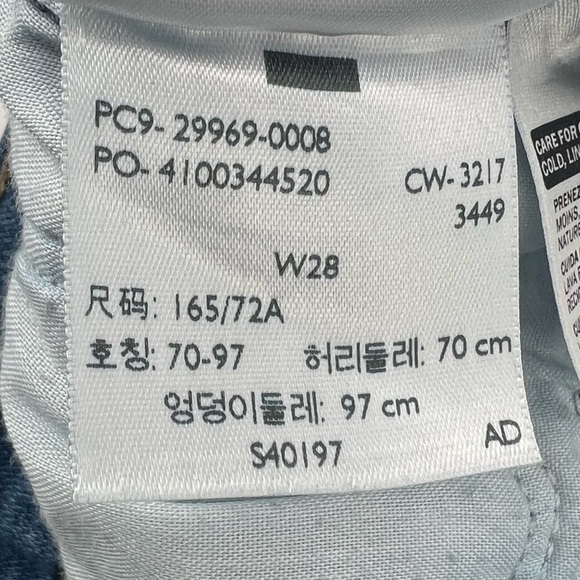 PC9- 29969-0008
PO- 4100344520
CW- 3217
3449
W28
尺码: 165/72A
호칭: 70-97 허리둘레: 70 cm
엉덩이둘레: 97 cm
S40197
AD
CARE FOR
COLD, LIN
PRENEZ
MOINS
NATURE
CUIDA
LAVA